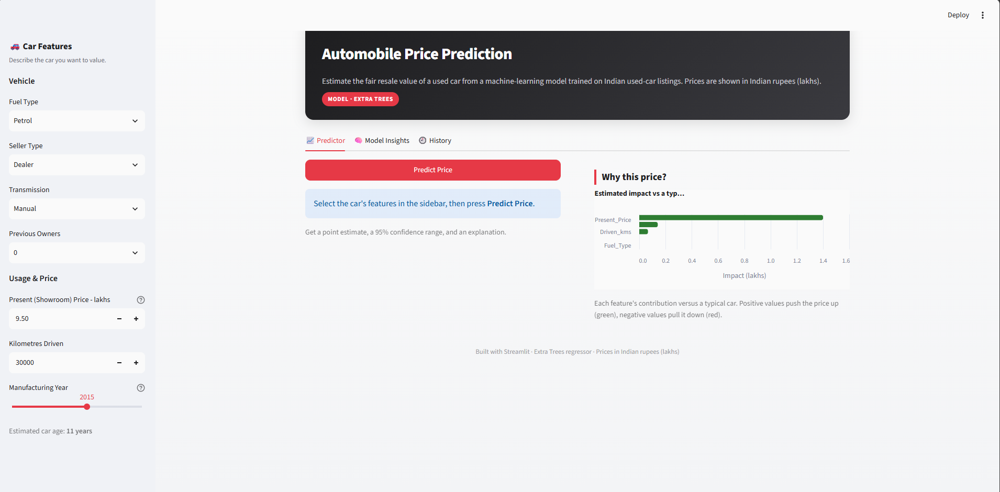 Deploy
Car Features
Describe the car you want to value.
Vehicle
Fuel Type
Petrol
Seller Type
Dealer
Transmission
Manual
Previous Owners
0
Usage & Price
Present (Showroom) Price - lakhs
9.50
Kilometres Driven
30000
Manufacturing Year
2015
Estimated car age: 11 years
Automobile Price Prediction
Estimate the fair resale value of a used car from a machine-learning model trained on Indian used-car listings. Prices are shown in Indian rupees (lakhs).
MODEL · EXTRA TREES
Predictor Model Insights History
Predict Price
Select the car's features in the sidebar, then press Predict Price.
Get a point estimate, a 95% confidence range, and an explanation.
Why this price?
Estimated impact vs a typ...
Present_Price
Driven_kms
Fuel_Type
0.0 0.2 0.4 0.6 0.8 1.0 1.2 1.4 1.6
Impact (lakhs)
Each feature's contribution versus a typical car. Positive values push the price up
(green), negative values pull it down (red).
Built with Streamlit · Extra Trees regressor · Prices in Indian rupees (lakhs)